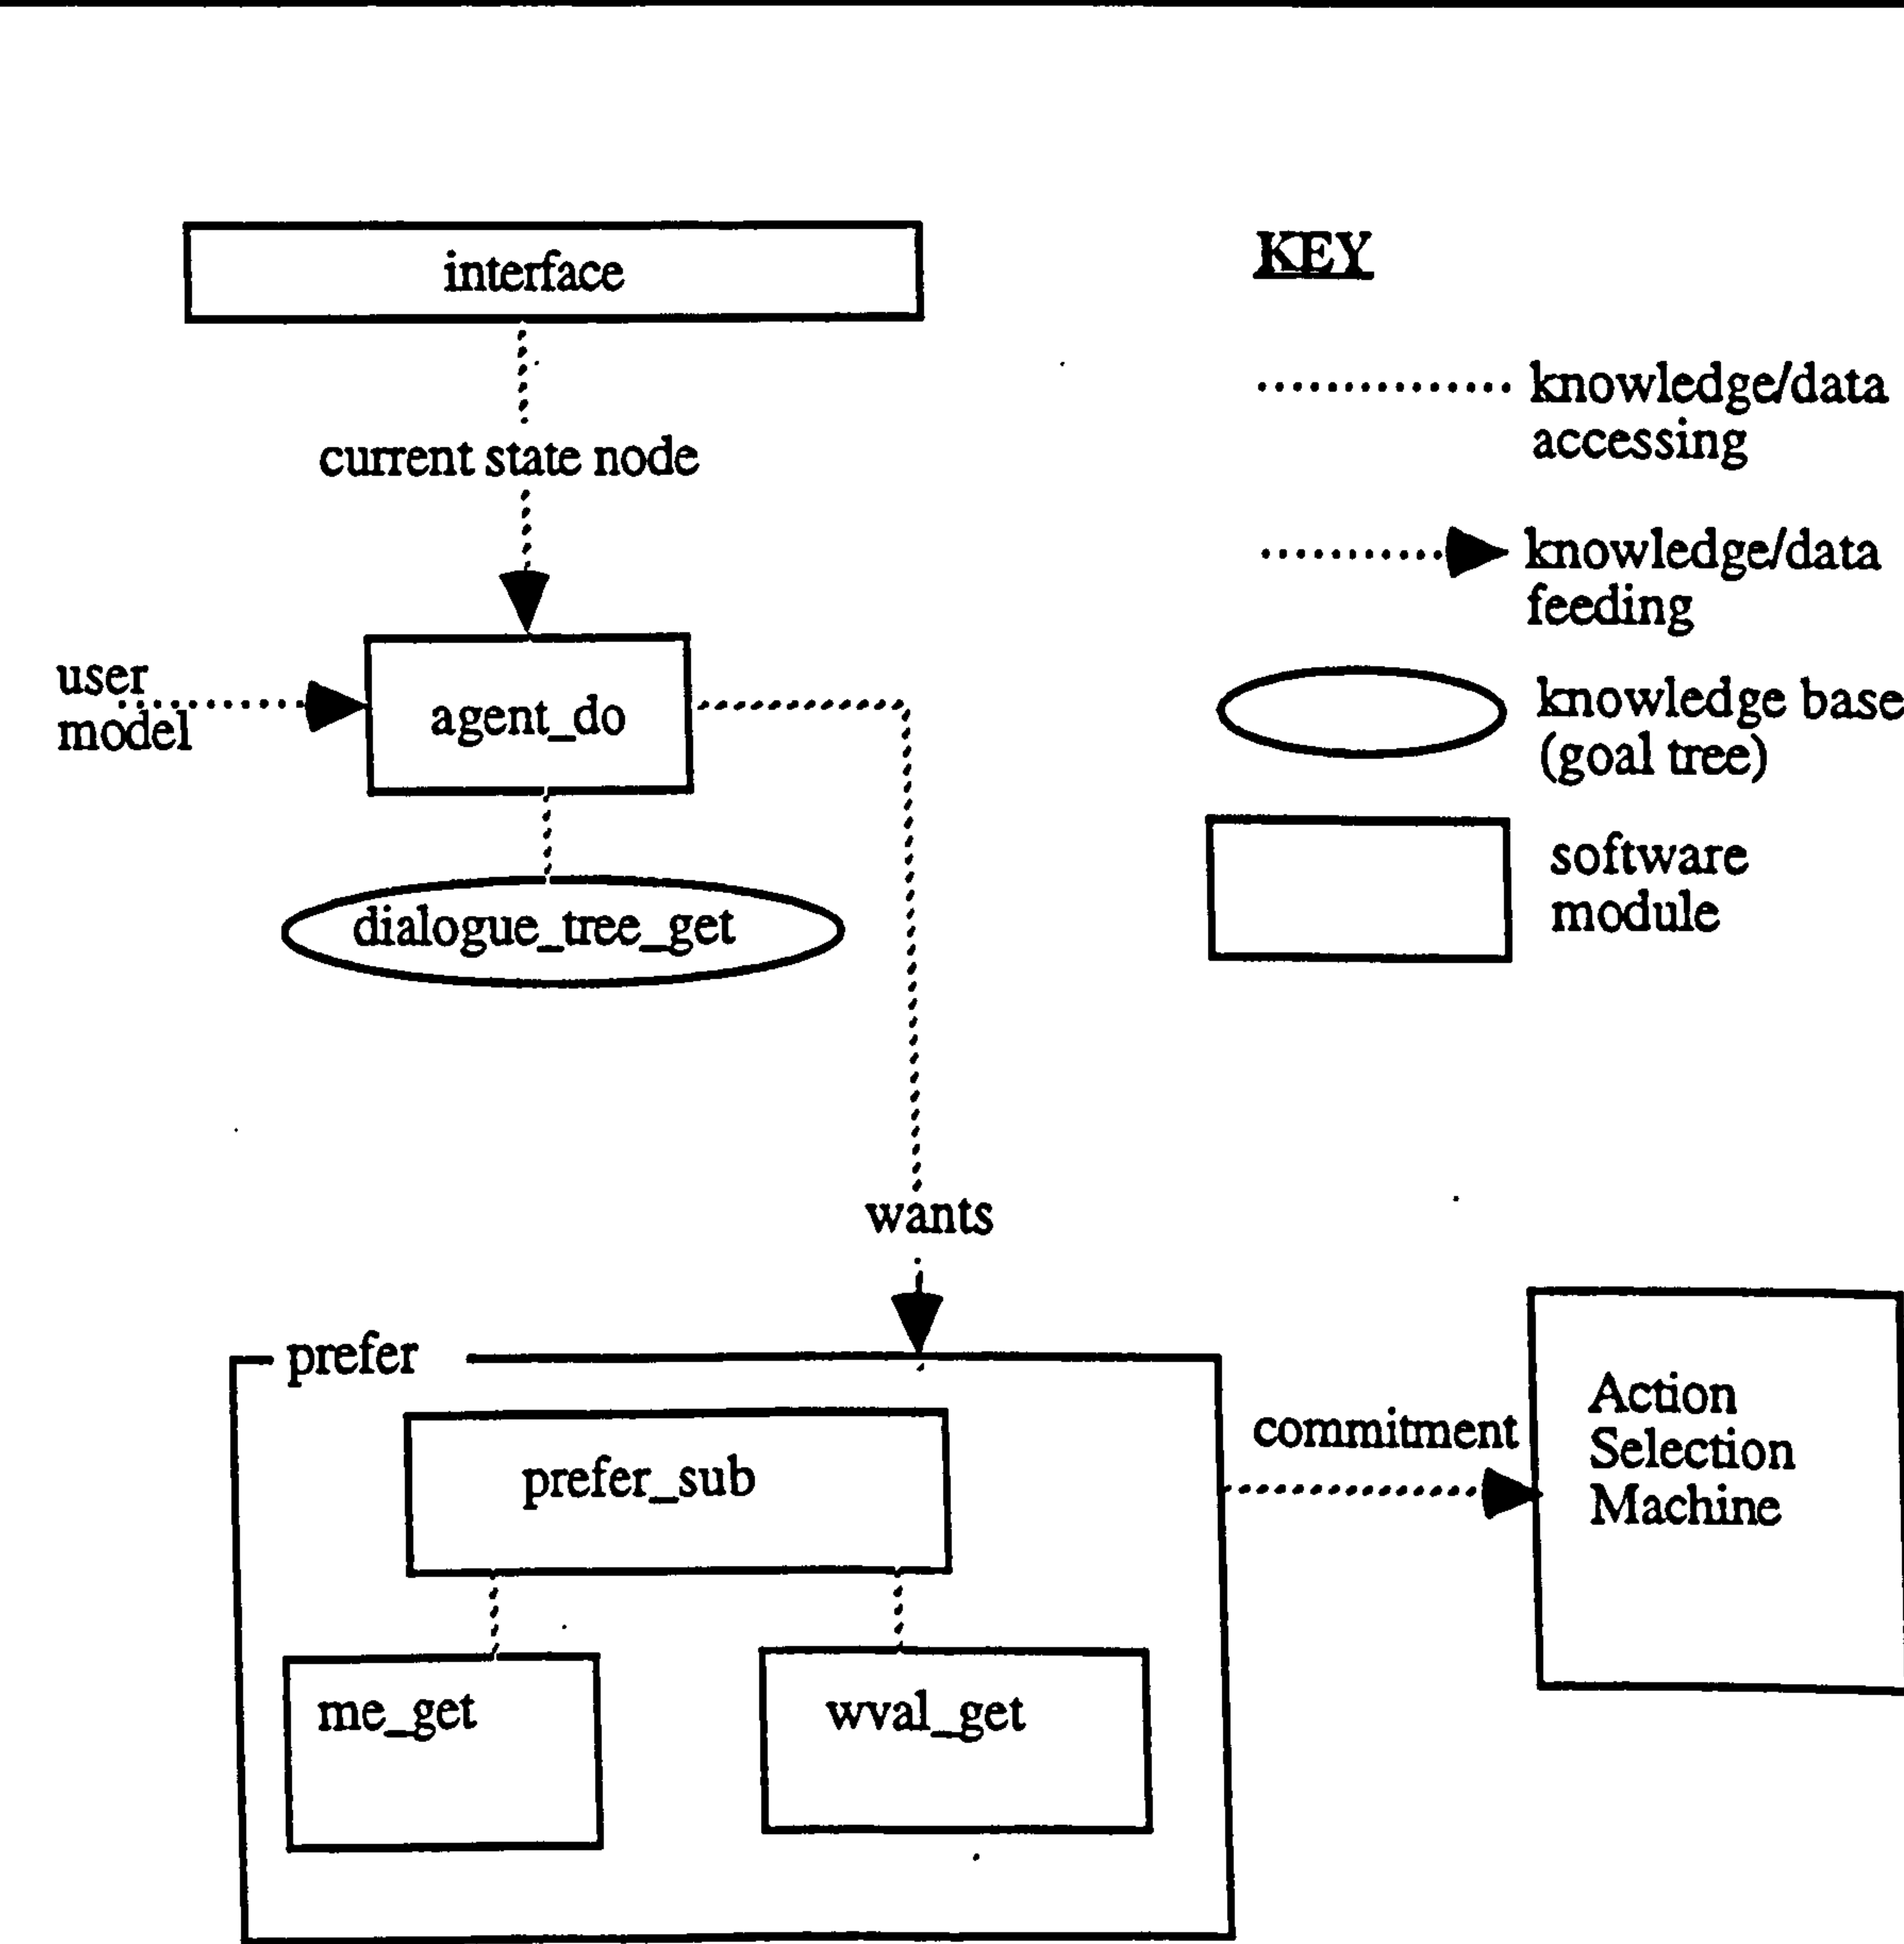 interface
current state node
user
model
agent_do
dialogue_tree_get
wants
prefer
prefer_sub
me_get
wval_get
commitment
Action
Selection
Machine
KEY
knowledge/data
accessing
knowledge/data
feeding
knowledge base
(goal tree)
software
module